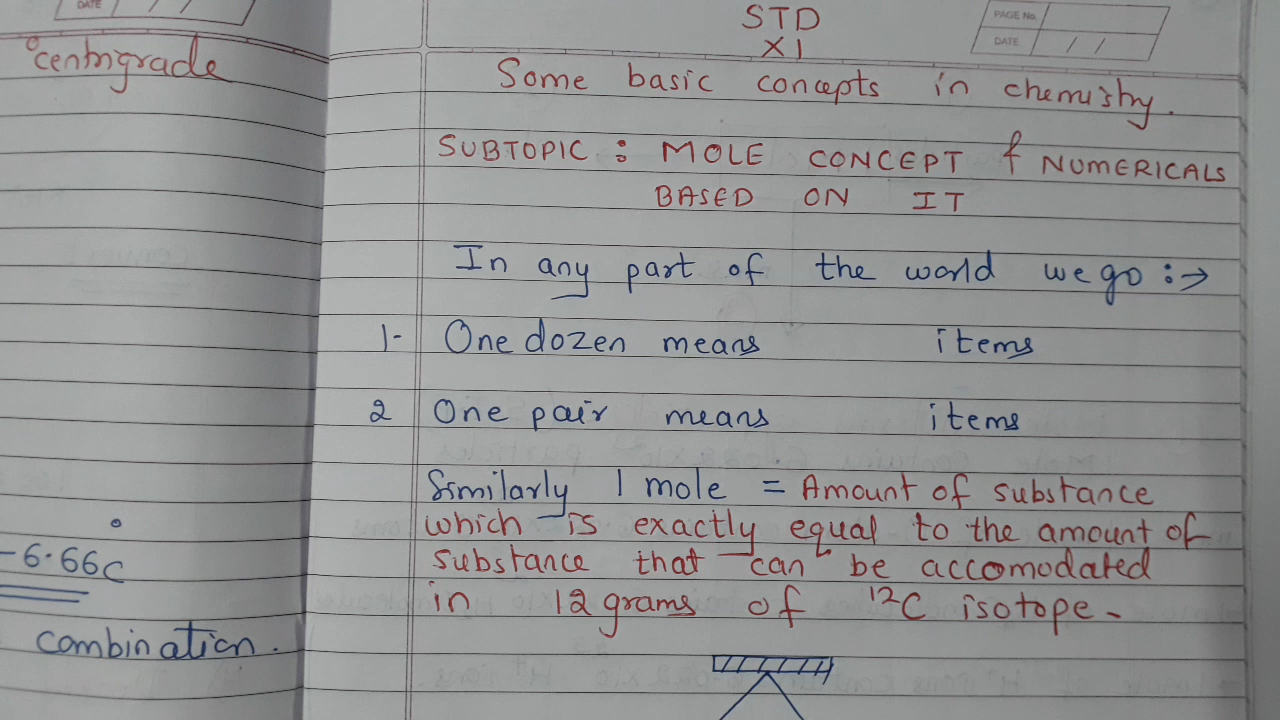 DATE / /
°centigrade
-6.66°C
combination.
PAGE No.
DATE / /
STD
XI
Some basic concepts in chemistry.
SUBTOPIC : MOLE CONCEPT & NUMERICALS
BASED ON IT
In any part of the world we go :→
1- One dozen means items
2 One pair means items
Similarly 1 mole = Amount of substance
which is exactly equal to the amount of
substance that can be accomodated
in 12 grams of ¹²C isotope -